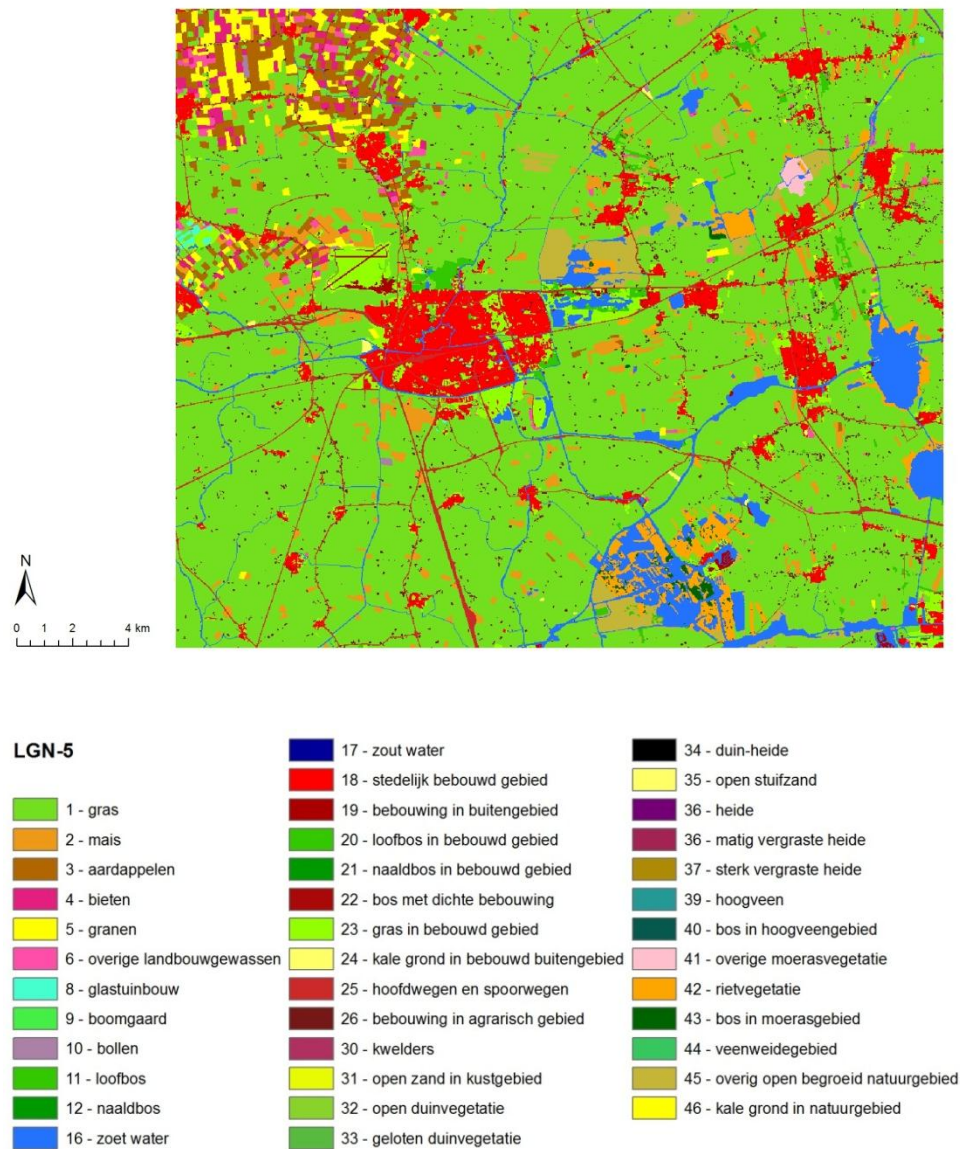 N
0 1 2 4 km
LGN-5
1 - gras
2 - mais
3 - aardappelen
4 - bieten
5 - granen
6 - overige landbouwgewassen
8 - glastuinbouw
9 - boomgaard
10 - bollen
11 - loofbos
12 - naaldbos
16 - zoet water
17 - zout water
18 - stedelijk bebouwd gebied
19 - bebouwing in buitengebied
20 - loofbos in bebouwd gebied
21 - naaldbos in bebouwd gebied
22 - bos met dichte bebouwing
23 - gras in bebouwd gebied
24 - kale grond in bebouwd buitengebied
25 - hoofdwegen en spoorwegen
26 - bebouwing in agrarisch gebied
30 - kwelders
31 - open zand in kustgebied
32 - open duinvegetatie
33 - geloten duinvegetatie
34 - duin-heide
35 - open stuifzand
36 - heide
36 - matig vergraste heide
37 - sterk vergraste heide
39 - hoogveen
40 - bos in hoogveengebied
41 - overige moerasvegetatie
42 - rietvegetatie
43 - bos in moerasgebied
44 - veenweidegebied
45 - overig open begroeid natuurgebied
46 - kale grond in natuurgebied